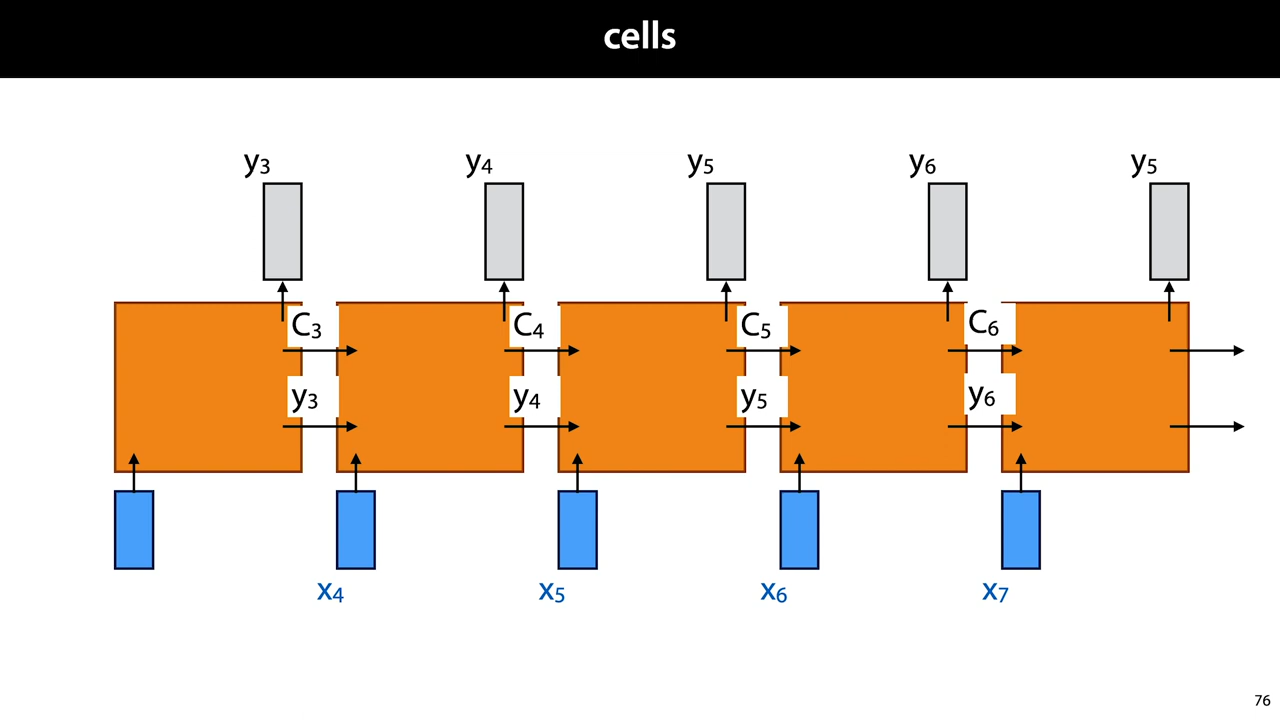 cells
y₃ y₄ y₅ y₆ y₅
C₃ C₄ C₅ C₆
y₃ y₄ y₅ y₆
x₄ x₅ x₆ x₇
76